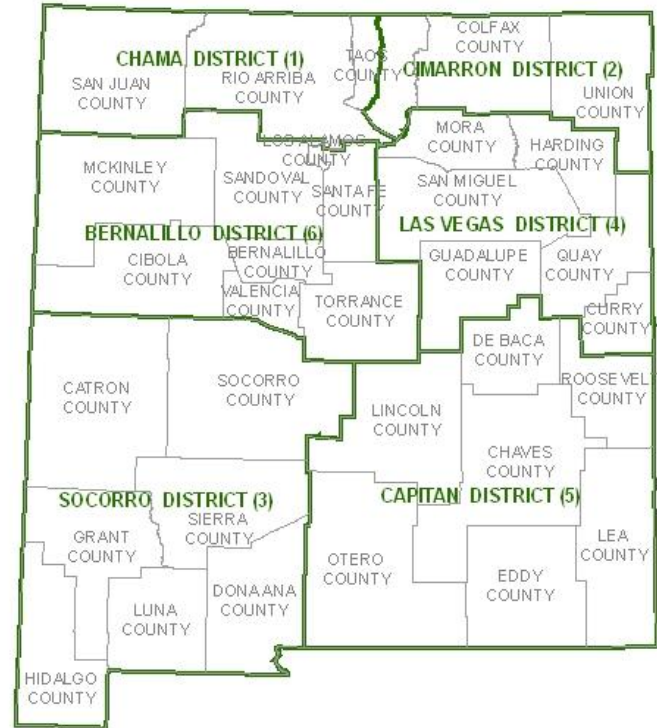 CHAMA DISTRICT (1)
SAN JUAN
COUNTY
RIO ARRIBA
COUNTY
TAOS
COUNTY
COLFAX
COUNTY
CIMARRON DISTRICT (2)
UNION
COUNTY
MORA
COUNTY
HARDING
COUNTY
LOS ALAMOS
COUNTY
MCKINLEY
COUNTY
SANDOVAL
COUNTY
SANTA FE
COUNTY
SAN MIGUEL
COUNTY
BERNALILLO DISTRICT (6)
LAS VEGAS DISTRICT (4)
CIBOLA
COUNTY
BERNALILLO
COUNTY
VALENCIA
COUNTY
TORRANCE
COUNTY
GUADALUPE
COUNTY
QUAY
COUNTY
CURRY
COUNTY
DE BACA
COUNTY
ROOSEVEL
COUNTY
CATRON
COUNTY
SOCORRO
COUNTY
LINCOLN
COUNTY
CHAVES
COUNTY
SOCORRO DISTRICT (3)
CAPITAN DISTRICT (5)
GRANT
COUNTY
SIERRA
COUNTY
OTERO
COUNTY
EDDY
COUNTY
LEA
COUNTY
LUNA
COUNTY
DONA ANA
COUNTY
HIDALGO
COUNTY